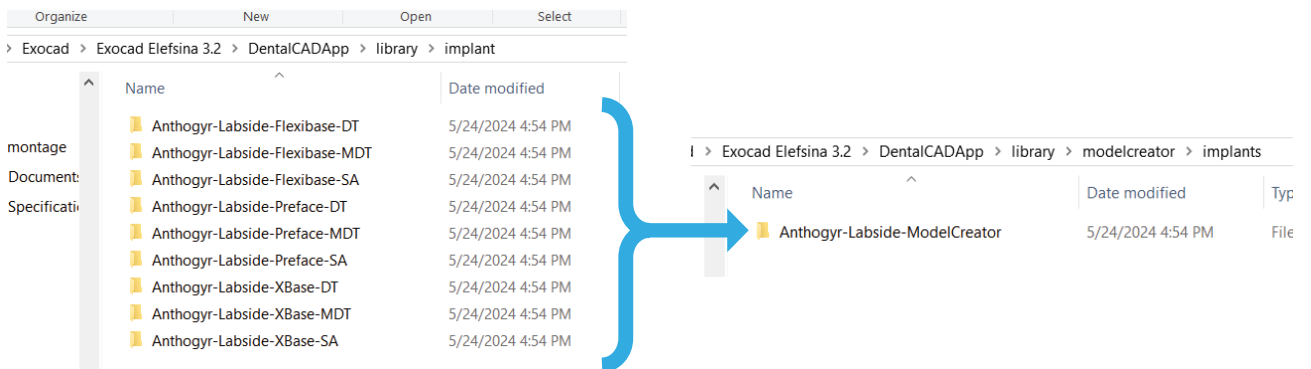 Organize New Open Select
> Exocad > Exocad Elefsina 3.2 > DentalCADApp > library > implant
Name Date modified
montage
Document
Specificati
Anthogyr-Labside-Flexibase-DT 5/24/2024 4:54 PM
Anthogyr-Labside-Flexibase-MDT 5/24/2024 4:54 PM
Anthogyr-Labside-Flexibase-SA 5/24/2024 4:54 PM
Anthogyr-Labside-Preface-DT 5/24/2024 4:54 PM
Anthogyr-Labside-Preface-MDT 5/24/2024 4:54 PM
Anthogyr-Labside-Preface-SA 5/24/2024 4:54 PM
Anthogyr-Labside-XBase-DT 5/24/2024 4:54 PM
Anthogyr-Labside-XBase-MDT 5/24/2024 4:54 PM
Anthogyr-Labside-XBase-SA 5/24/2024 4:54 PM
> Exocad Elefsina 3.2 > DentalCADApp > library > modelcreator > implants
Name Date modified Typ
Anthogyr-Labside-ModelCreator 5/24/2024 4:54 PM File